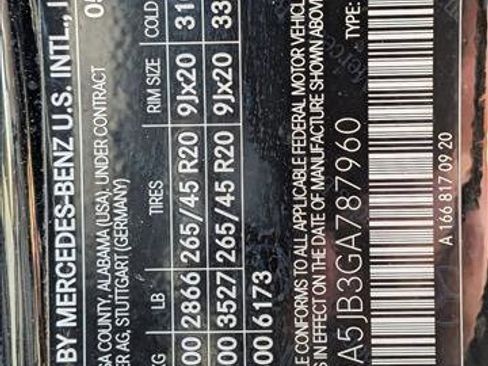 BY MERCEDES-BENZ U.S. INTL.,
SA COUNTY, ALABAMA (USA), UNDER CONTRACT
ER AG, STUTTGART (GERMANY)
KG LB TIRES RIM SIZE COLD
00 2866 265/45 R20 9Jx20 31
00 3527 265/45 R20 9Jx20 33
00 6173
LE CONFORMS TO ALL APPLICABLE FEDERAL MOTOR VEHICL
S IN EFFECT ON THE DATE OF MANUFACTURE SHOWN ABOV
A5JB3GA787960 TYPE:
A 166 817 09 20